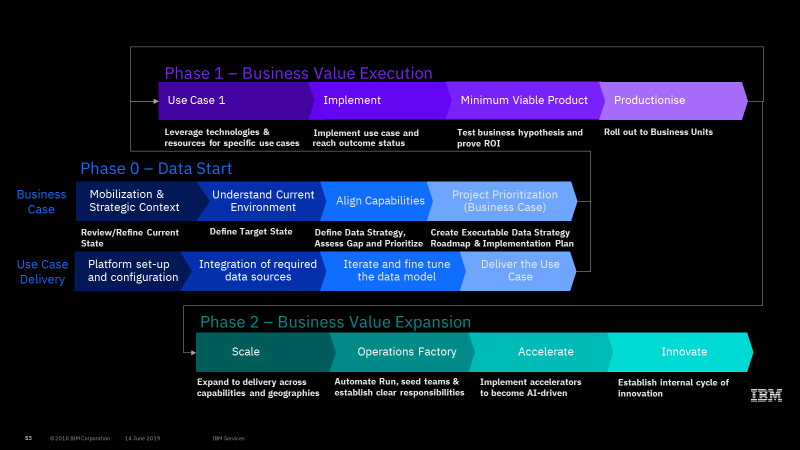 Phase 1 – Business Value Execution
Use Case 1
Implement
Minimum Viable Product
Productionise
Leverage technologies &
resources for specific use cases
Implement use case and
reach outcome status
Test business hypothesis and
prove ROI
Roll out to Business Units
Phase 0 – Data Start
Business
Case
Mobilization &
Strategic Context
Understand Current
Environment
Align Capabilities
Project Prioritization
(Business Case)
Review/Refine Current
State
Define Target State
Define Data Strategy,
Assess Gap and Prioritize
Create Executable Data Strategy
Roadmap & Implementation Plan
Use Case
Delivery
Platform set-up
and configuration
Integration of required
data sources
Iterate and fine tune
the data model
Deliver the Use
Case
Phase 2 – Business Value Expansion
Scale
Operations Factory
Accelerate
Innovate
Expand to delivery across
capabilities and geographies
Automate Run, seed teams &
establish clear responsibilities
Implement accelerators
to become AI-driven
Establish internal cycle of
innovation
IBM
53
© 2018 IBM Corporation
14 June 2019
IBM Services